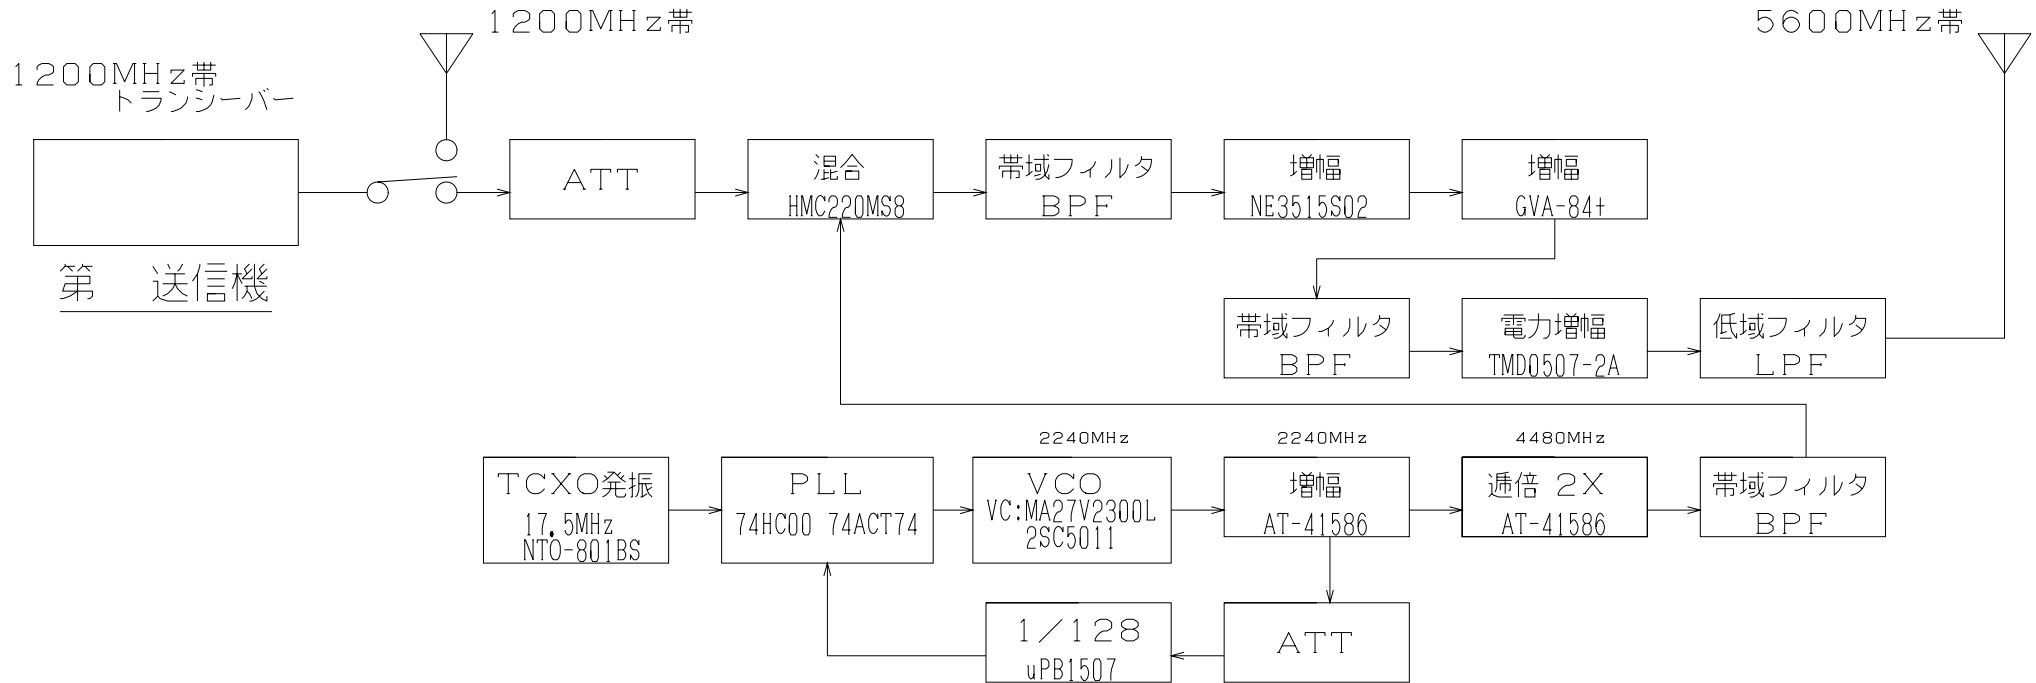 1200MHz帯
5600MHz帯
1200MHz帯
トランシーバー
ATT
混合
HMC220MS8
帯域フィルタ
BPF
増幅
NE3515S02
増幅
GVA-84+
第 送信機
帯域フィルタ
BPF
電力増幅
TMD0507-2A
低域フィルタ
LPF
2240MHz
2240MHz
4480MHz
TCXO発振
17.5MHz
NTO-801BS
PLL
74HC00 74ACT74
VCO
VC:MA27V2300L
2SC5011
増幅
AT-41586
逓倍 2X
AT-41586
帯域フィルタ
BPF
1/128
uPB1507
ATT